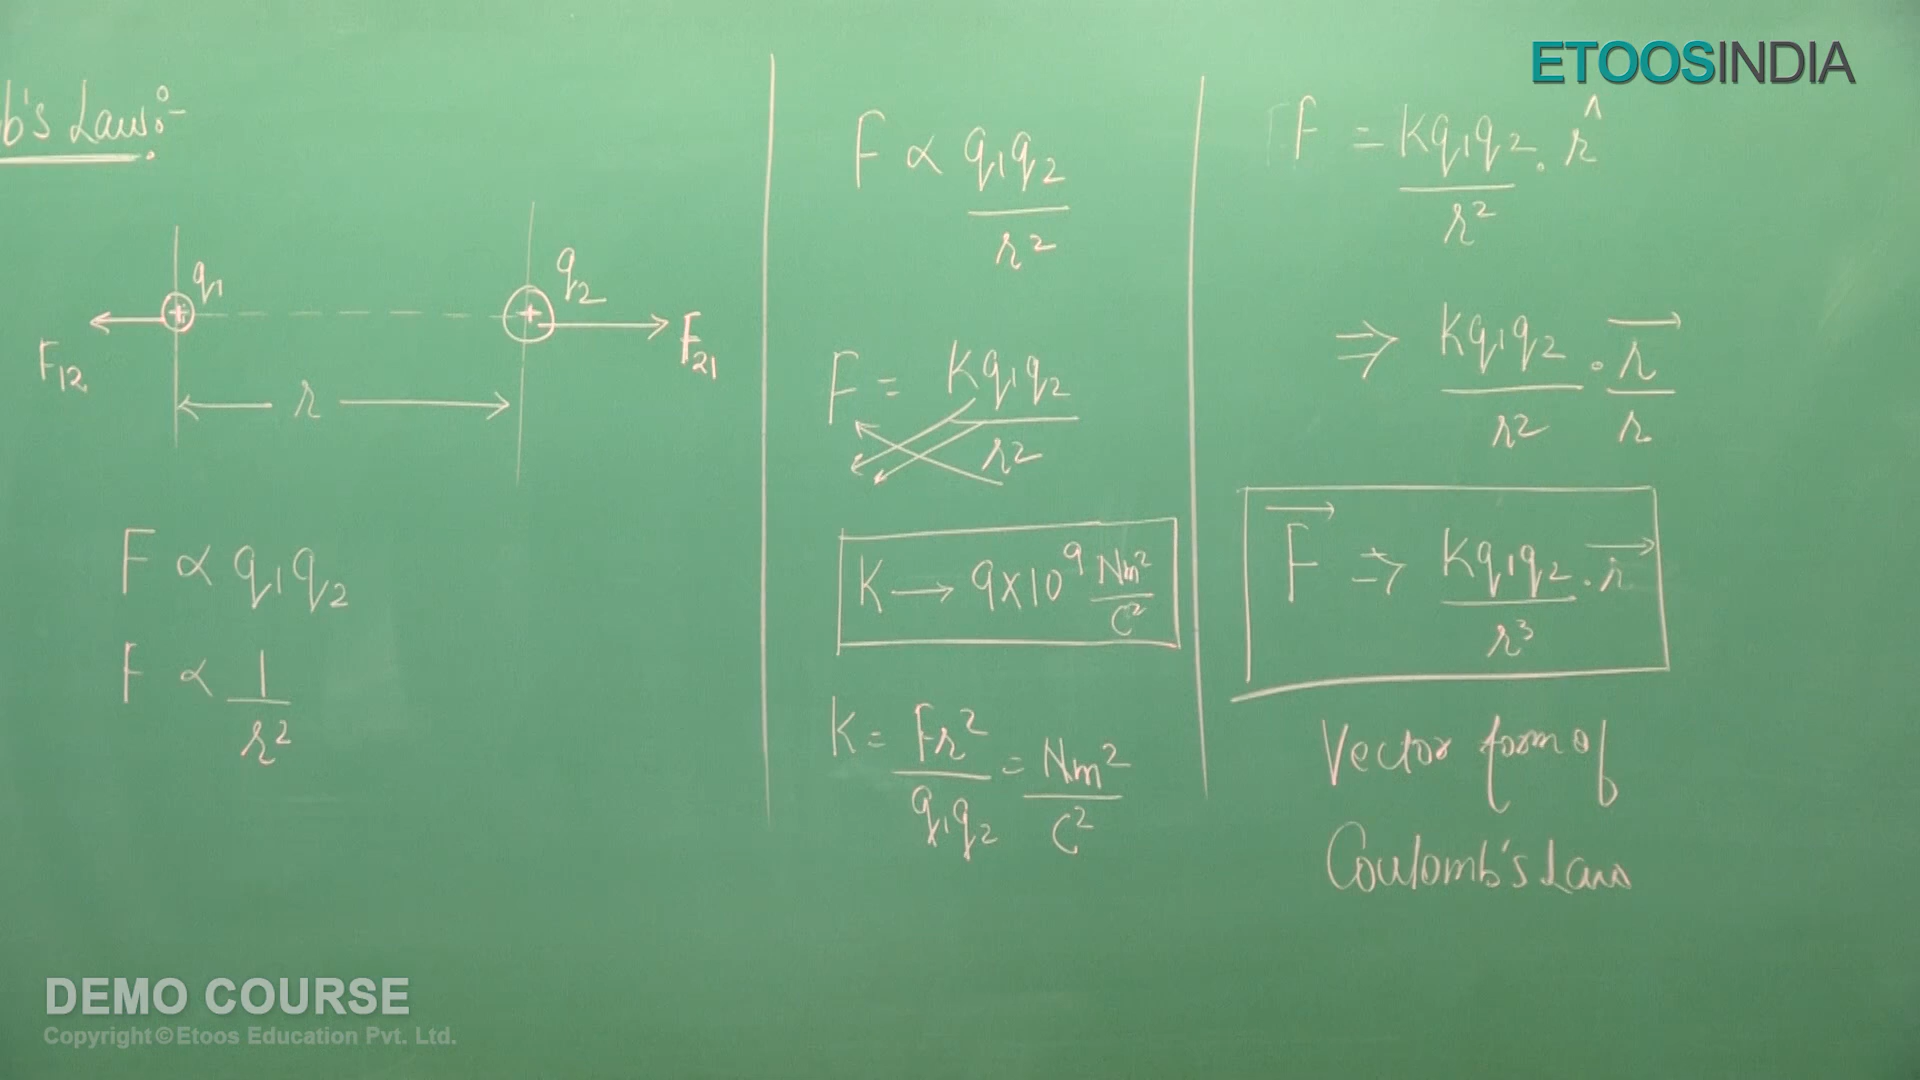 b's Law:-
q1
q2
F12
F21
r
F ∝ q1q2
F ∝ 1/r²
F ∝ q1q2/r²
F = Kq1q2/r²
K → 9×10⁹ Nm²/C²
K = Fr²/q1q2 = Nm²/C²
F = Kq1q2/r² . r̂
⇒ Kq1q2/r² . r⃗/r
F⃗ ⇒ Kq1q2/r³ . r⃗
Vector form of
Coulomb's Law
ETOOSINDIA
DEMO COURSE
Copyright © Etoos Education Pvt. Ltd.